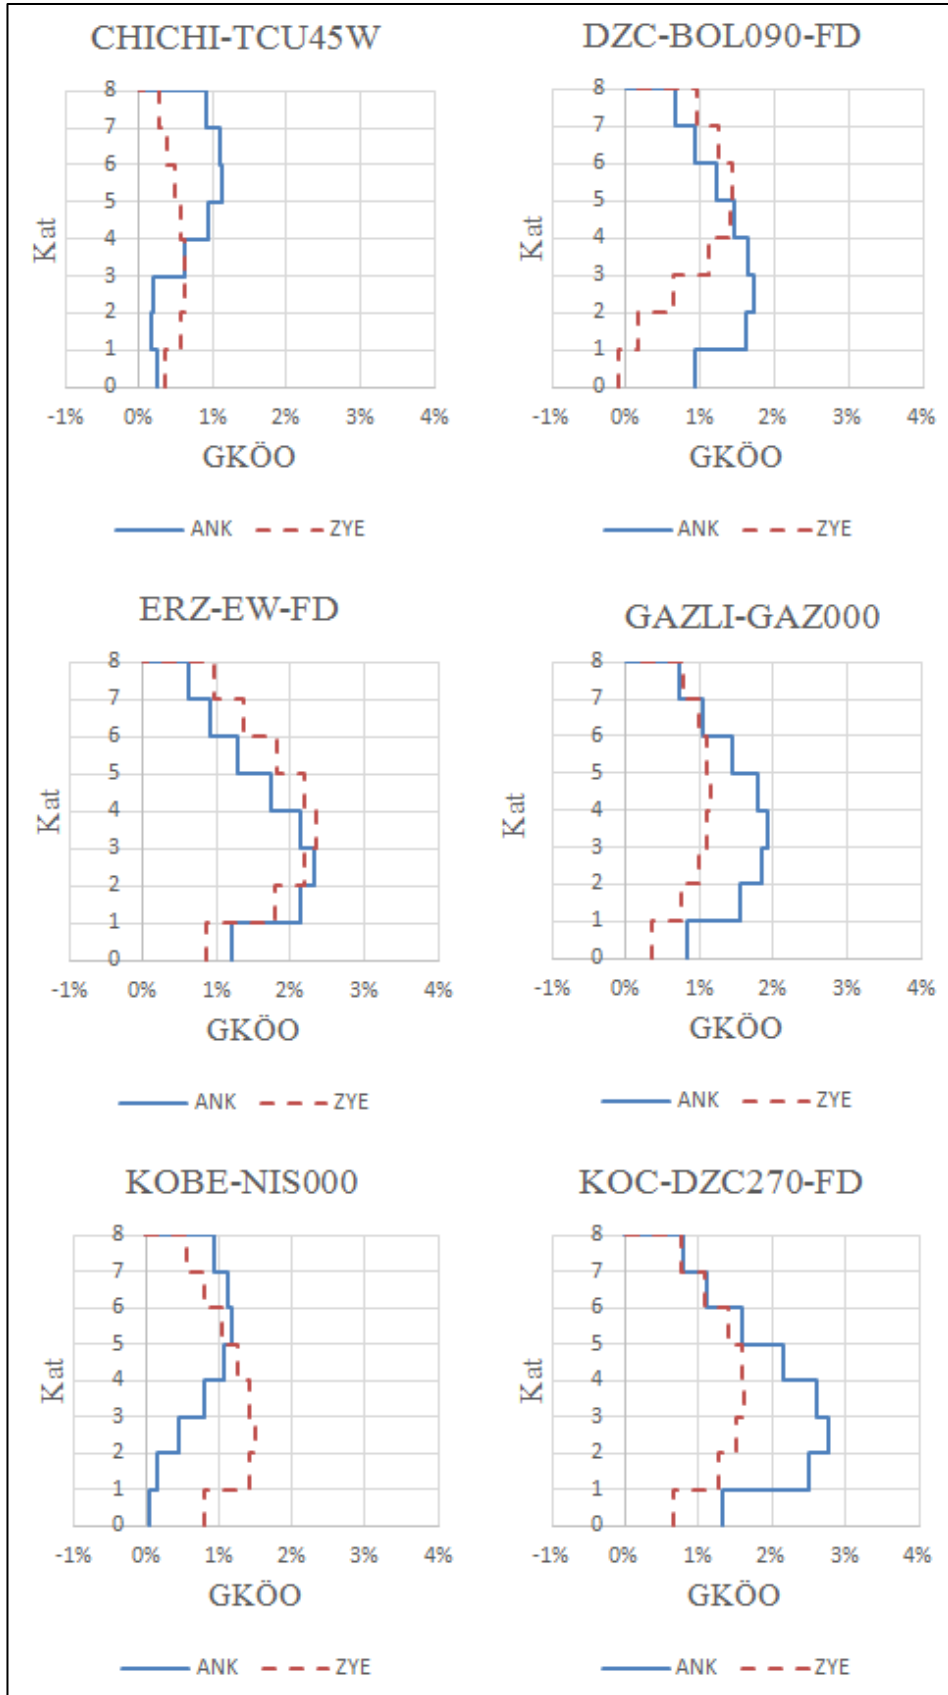 CHICHI-TCU45W
8
7
6
5
4
3
2
1
0
Kat
-1% 0% 1% 2% 3% 4%
GKÖO
ANK ZYE
DZC-BOL090-FD
8
7
6
5
4
3
2
1
0
Kat
-1% 0% 1% 2% 3% 4%
GKÖO
ANK ZYE
ERZ-EW-FD
8
7
6
5
4
3
2
1
0
Kat
-1% 0% 1% 2% 3% 4%
GKÖO
ANK ZYE
GAZLI-GAZ000
8
7
6
5
4
3
2
1
0
Kat
-1% 0% 1% 2% 3% 4%
GKÖO
ANK ZYE
KOBE-NIS000
8
7
6
5
4
3
2
1
0
Kat
-1% 0% 1% 2% 3% 4%
GKÖO
ANK ZYE
KOC-DZC270-FD
8
7
6
5
4
3
2
1
0
Kat
-1% 0% 1% 2% 3% 4%
GKÖO
ANK ZYE